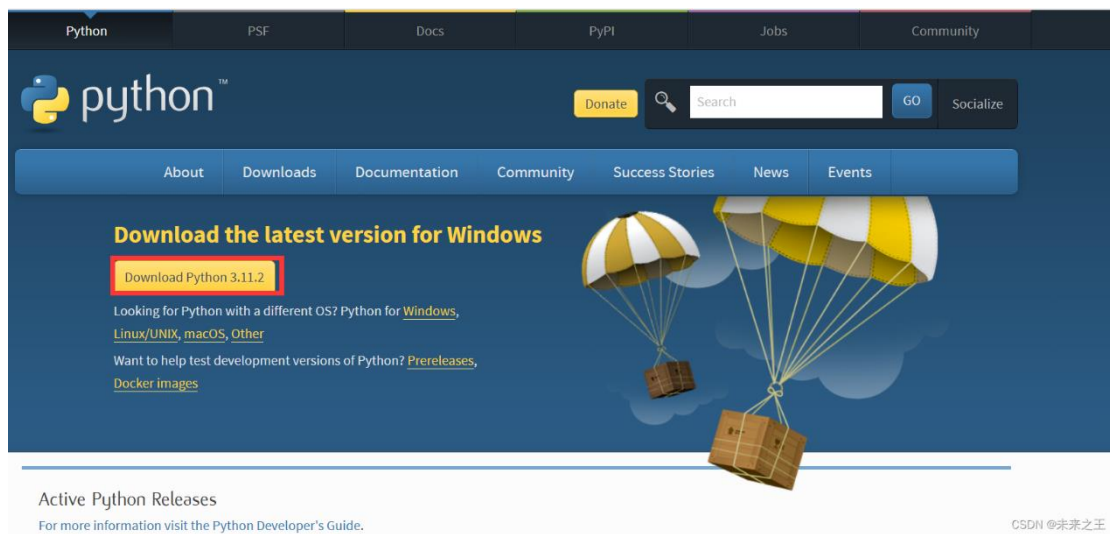 Python PSF Docs PyPI Jobs Community
python™
Donate Search GO Socialize
About Downloads Documentation Community Success Stories News Events
Download the latest version for Windows
Download Python 3.11.2
Looking for Python with a different OS? Python for Windows,
Linux/UNIX, macOS, Other
Want to help test development versions of Python? Prereleases,
Docker images
Active Python Releases
For more information visit the Python Developer's Guide.
CSDN @未来之王